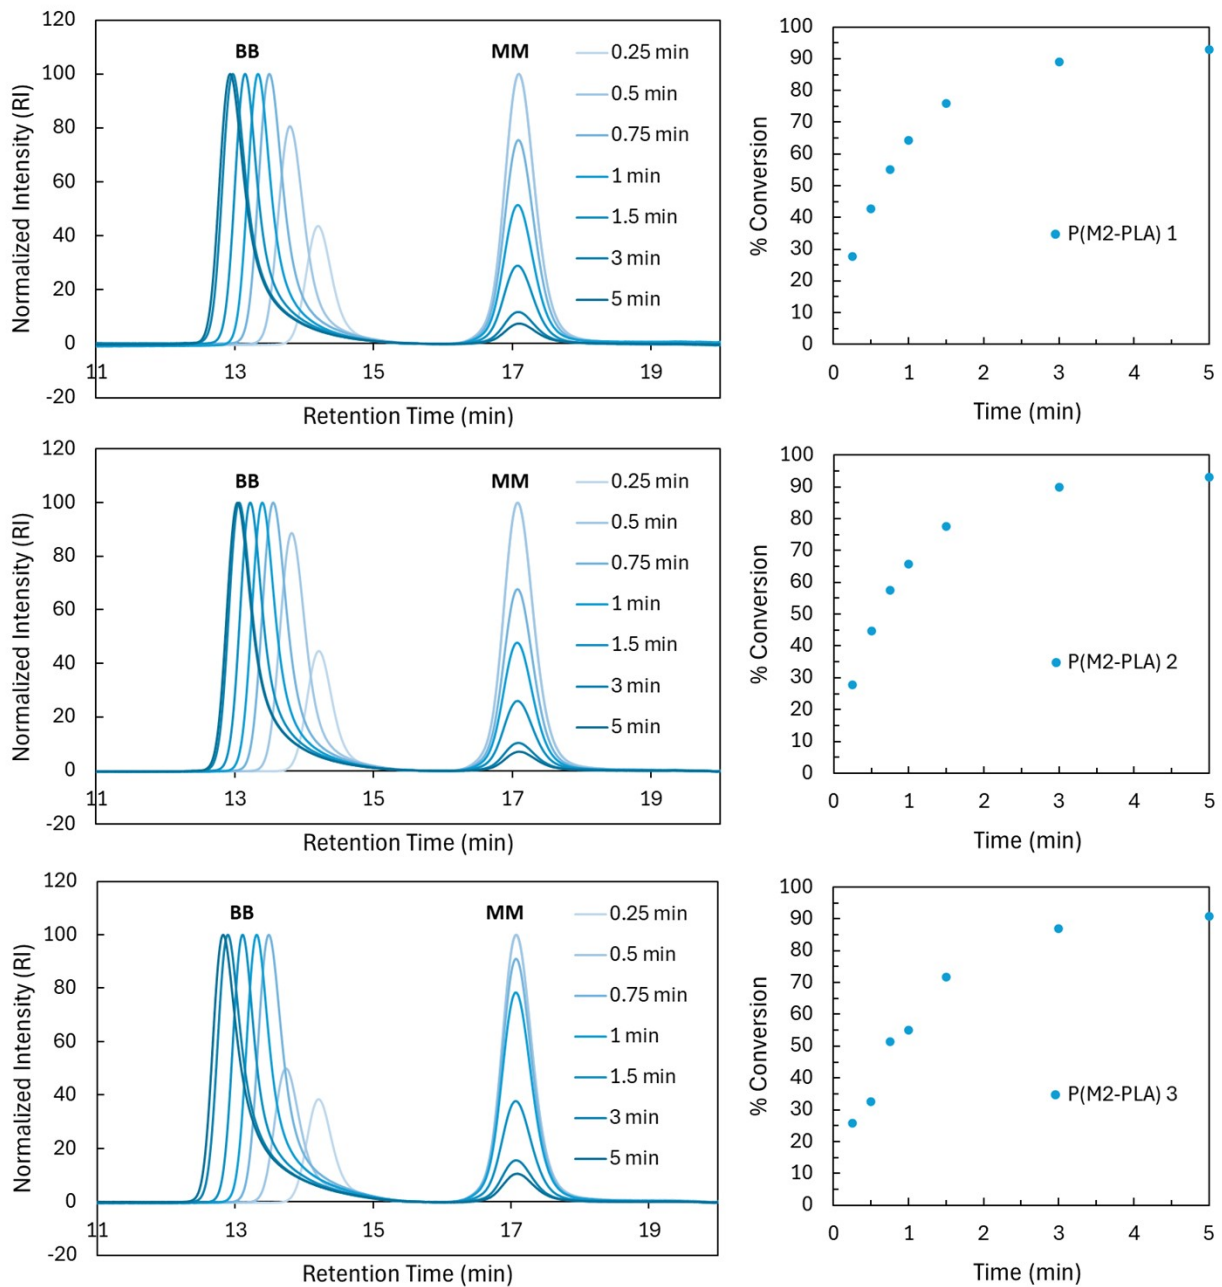 120
100
80
60
40
20
0
-20
Normalized Intensity (RI)
BB
MM
0.25 min
0.5 min
0.75 min
1 min
1.5 min
3 min
5 min
11 13 15 17 19
Retention Time (min)
100
90
80
70
60
50
40
30
20
10
0
% Conversion
P(M2-PLA) 1
0 1 2 3 4 5
Time (min)
120
100
80
60
40
20
0
-20
Normalized Intensity (RI)
BB
MM
0.25 min
0.5 min
0.75 min
1 min
1.5 min
3 min
5 min
11 13 15 17 19
Retention Time (min)
100
90
80
70
60
50
40
30
20
10
0
% Conversion
P(M2-PLA) 2
0 1 2 3 4 5
Time (min)
120
100
80
60
40
20
0
-20
Normalized Intensity (RI)
BB
MM
0.25 min
0.5 min
0.75 min
1 min
1.5 min
3 min
5 min
11 13 15 17 19
Retention Time (min)
100
90
80
70
60
50
40
30
20
10
0
% Conversion
P(M2-PLA) 3
0 1 2 3 4 5
Time (min)